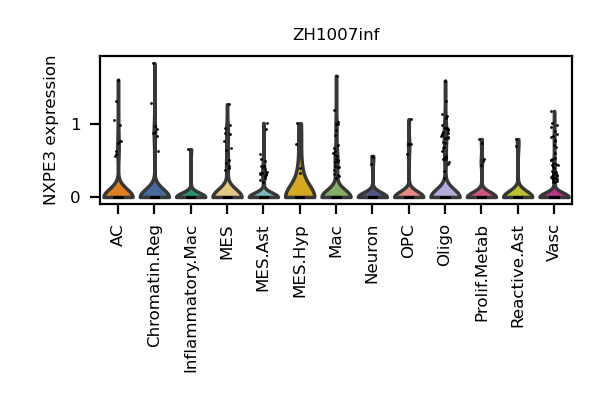 ZH1007inf
NXPE3 expression
1
0
AC
Chromatin.Reg
Inflammatory.Mac
MES
MES.Ast
MES.Hyp
Mac
Neuron
OPC
Oligo
Prolif.Metab
Reactive.Ast
Vasc